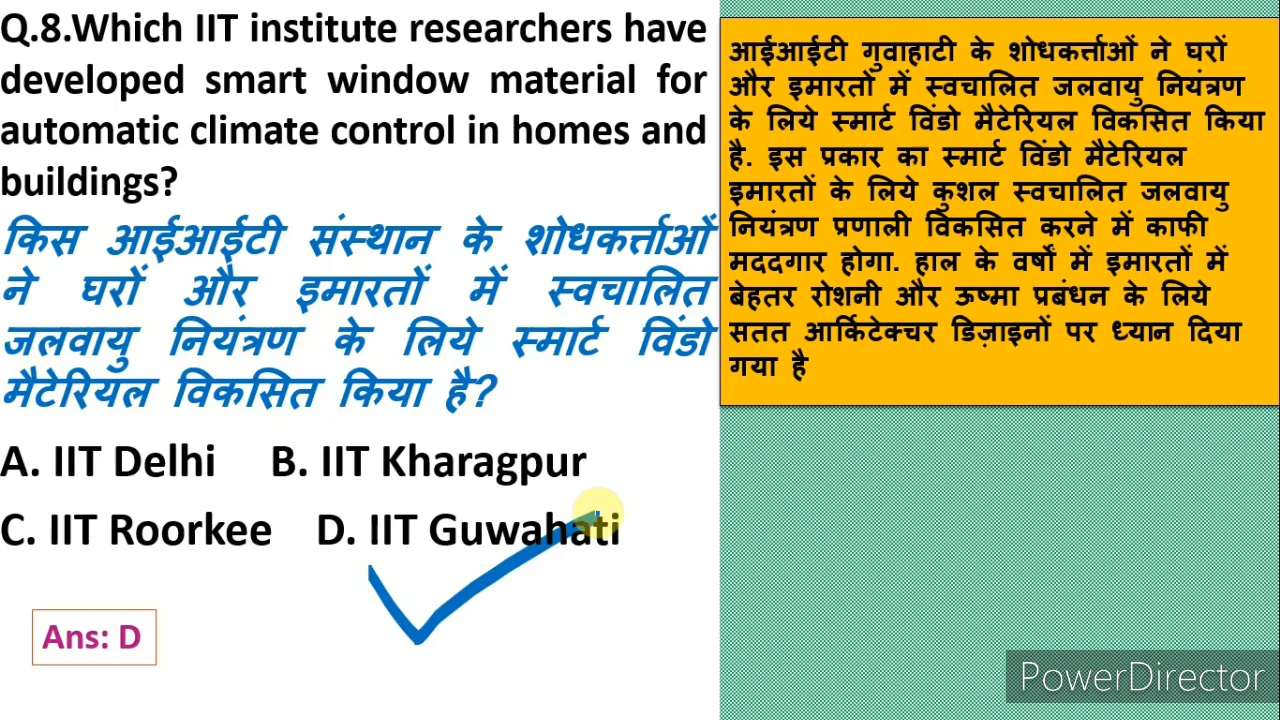 Q.8.Which IIT institute researchers have
developed smart window material for
automatic climate control in homes and
buildings?
किस आईआईटी संस्थान के शोधकर्त्ताओं
ने घरों और इमारतों में स्वचालित
जलवायु नियंत्रण के लिये स्मार्ट विंडो
मैटेरियल विकसित किया है?
A. IIT Delhi B. IIT Kharagpur
C. IIT Roorkee D. IIT Guwahati
Ans: D
आईआईटी गुवाहाटी के शोधकर्त्ताओं ने घरों
और इमारतों में स्वचालित जलवायु नियंत्रण
के लिये स्मार्ट विंडो मैटेरियल विकसित किया
है. इस प्रकार का स्मार्ट विंडो मैटेरियल
इमारतों के लिये कुशल स्वचालित जलवायु
नियंत्रण प्रणाली विकसित करने में काफी
मददगार होगा. हाल के वर्षों में इमारतों में
बेहतर रोशनी और ऊष्मा प्रबंधन के लिये
सतत आर्किटेक्चर डिज़ाइनों पर ध्यान दिया
गया है
PowerDirector